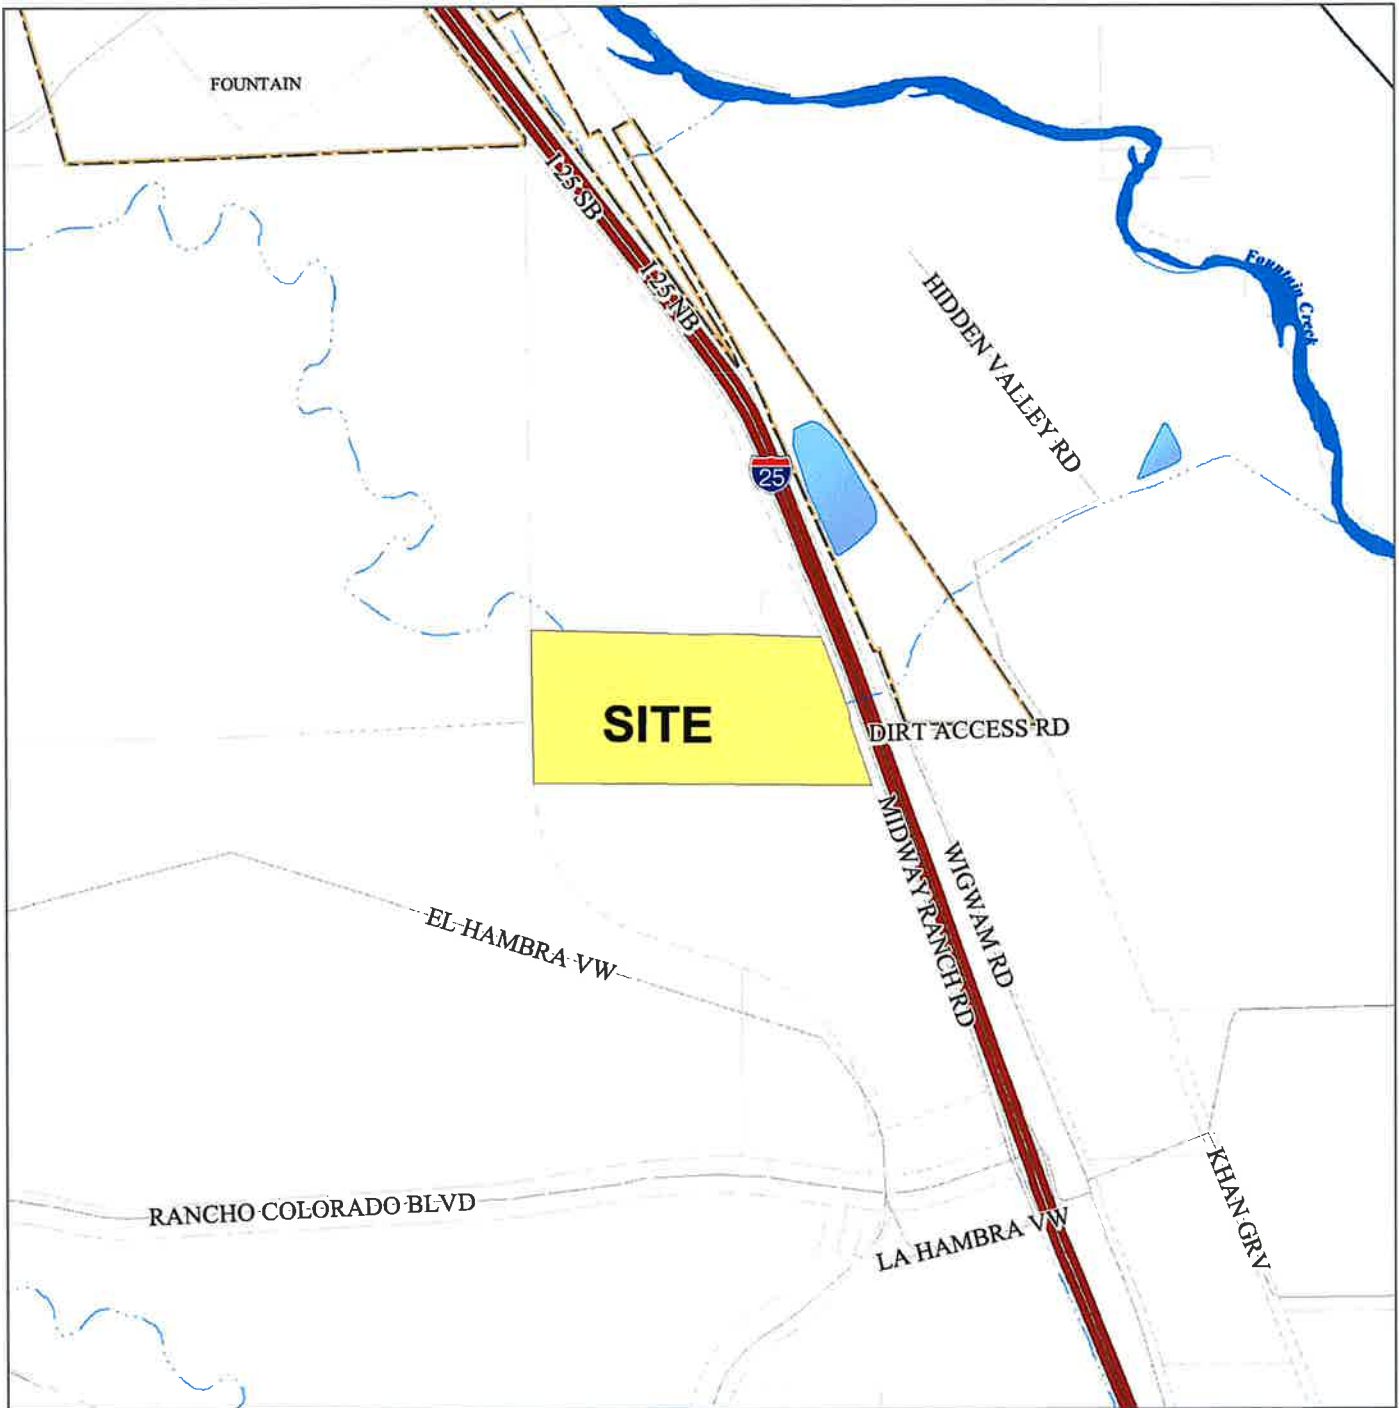 FOUNTAIN
I 25 SB
I 25 NB
Fountain Creek
HIDDEN VALLEY RD
25
SITE
DIRT ACCESS RD
MIDWAY RANCH RD
WIGWAM RD
EL HAMBRA VW
RANCHO COLORADO BLVD
LA HAMBRA VW
KHAN GRV